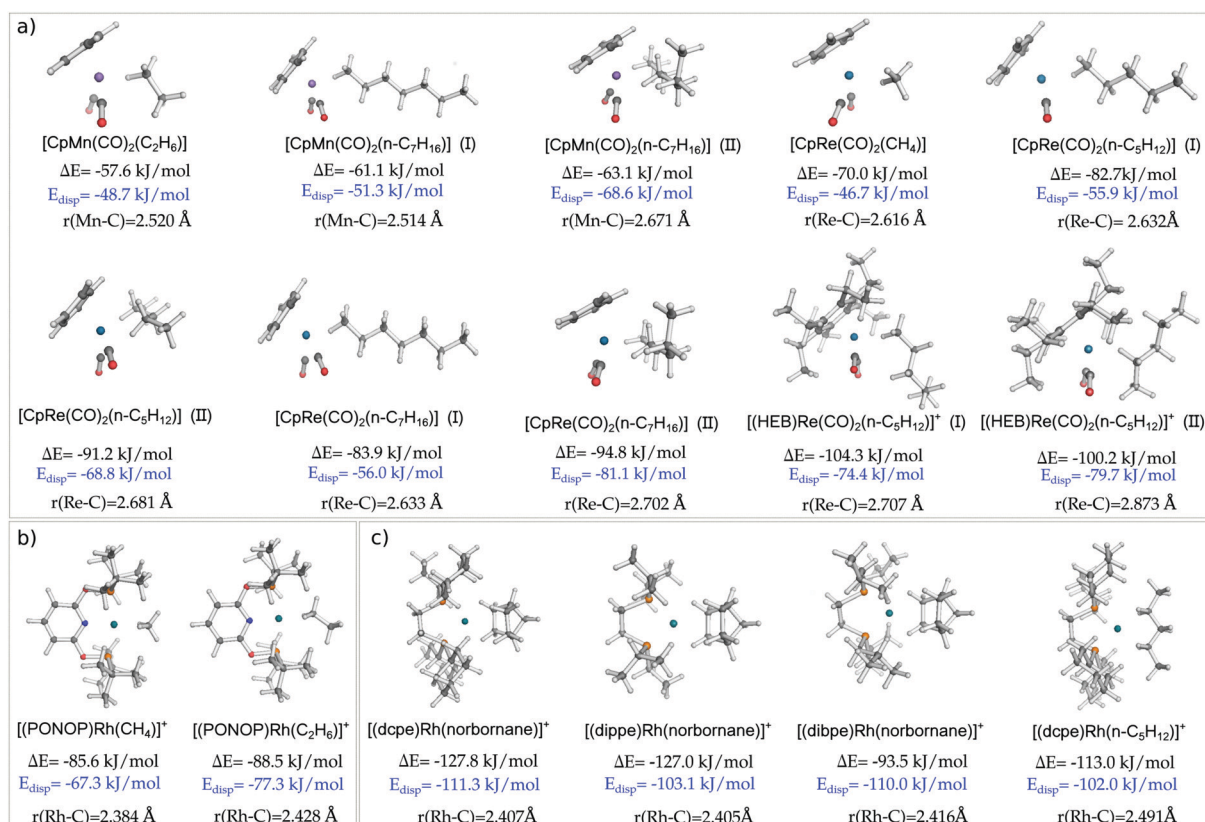 a)
[CpMn(CO)2(C2H6)]
ΔE= -57.6 kJ/mol
Edisp= -48.7 kJ/mol
r(Mn-C)=2.520 Å
[CpMn(CO)2(n-C7H16)] (I)
ΔE= -61.1 kJ/mol
Edisp= -51.3 kJ/mol
r(Mn-C)=2.514 Å
[CpMn(CO)2(n-C7H16)] (II)
ΔE= -63.1 kJ/mol
Edisp= -68.6 kJ/mol
r(Mn-C)=2.671 Å
[CpRe(CO)2(CH4)]
ΔE= -70.0 kJ/mol
Edisp= -46.7 kJ/mol
r(Re-C)=2.616 Å
[CpRe(CO)2(n-C5H12)] (I)
ΔE= -82.7kJ/mol
Edisp= -55.9 kJ/mol
r(Re-C)= 2.632Å
[CpRe(CO)2(n-C5H12)] (II)
ΔE= -91.2 kJ/mol
Edisp= -68.8 kJ/mol
r(Re-C)=2.681 Å
[CpRe(CO)2(n-C7H16)] (I)
ΔE= -83.9 kJ/mol
Edisp= -56.0 kJ/mol
r(Re-C)=2.633 Å
[CpRe(CO)2(n-C7H16)] (II)
ΔE= -94.8 kJ/mol
Edisp= -81.1 kJ/mol
r(Re-C)=2.702 Å
[(HEB)Re(CO)2(n-C5H12)]+ (I)
ΔE= -104.3 kJ/mol
Edisp= -74.4 kJ/mol
r(Re-C)=2.707 Å
[(HEB)Re(CO)2(n-C5H12)]+ (II)
ΔE= -100.2 kJ/mol
Edisp= -79.7 kJ/mol
r(Re-C)=2.873 Å
b)
[(PONOP)Rh(CH4)]+
ΔE= -85.6 kJ/mol
Edisp= -67.3 kJ/mol
r(Rh-C)=2.384 Å
[(PONOP)Rh(C2H6)]+
ΔE= -88.5 kJ/mol
Edisp= -77.3 kJ/mol
r(Rh-C)=2.428 Å
c)
[(dcpe)Rh(norbornane)]+
ΔE= -127.8 kJ/mol
Edisp= -111.3 kJ/mol
r(Rh-C)=2.407Å
[(dippe)Rh(norbornane)]+
ΔE= -127.0 kJ/mol
Edisp= -103.1 kJ/mol
r(Rh-C)=2.405Å
[(dibpe)Rh(norbornane)]+
ΔE= -93.5 kJ/mol
Edisp= -110.0 kJ/mol
r(Rh-C)=2.416Å
[(dcpe)Rh(n-C5H12)]+
ΔE= -113.0 kJ/mol
Edisp= -102.0 kJ/mol
r(Rh-C)=2.491Å